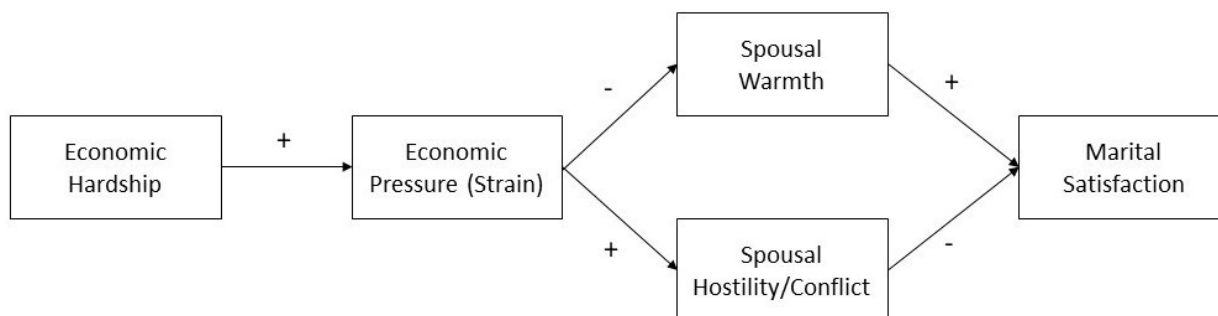 Economic
Hardship
+
Economic
Pressure (Strain)
-
+
Spousal
Warmth
Spousal
Hostility/Conflict
+
-
Marital
Satisfaction